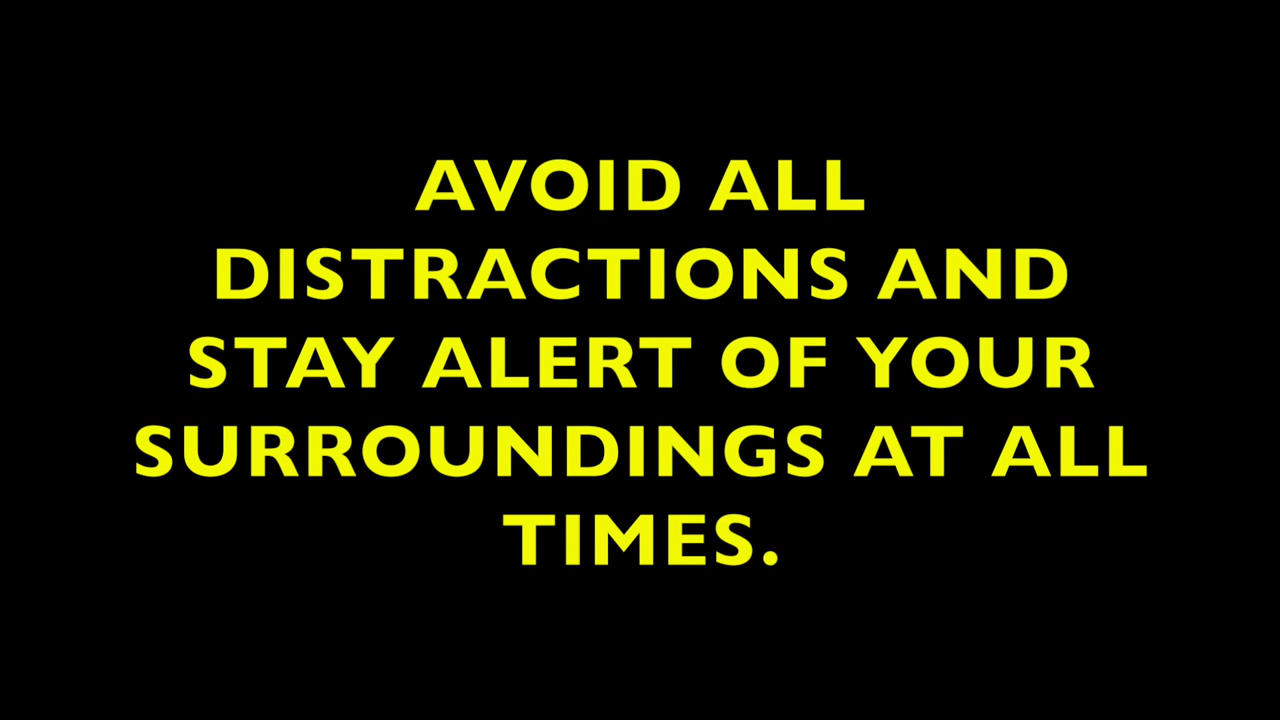 AVOID ALL
DISTRACTIONS AND
STAY ALERT OF YOUR
SURROUNDINGS AT ALL
TIMES.